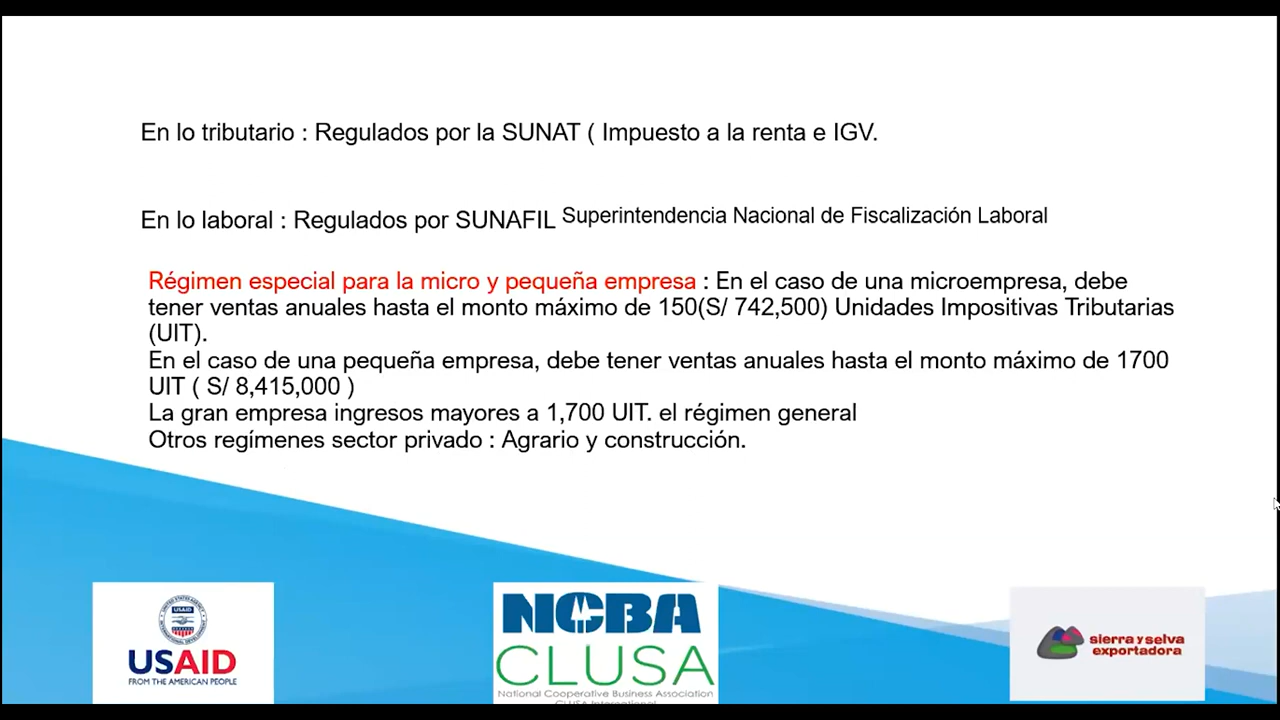 En lo tributario : Regulados por la SUNAT ( Impuesto a la renta e IGV.
En lo laboral : Regulados por SUNAFIL Superintendencia Nacional de Fiscalización Laboral
Régimen especial para la micro y pequeña empresa : En el caso de una microempresa, debe
tener ventas anuales hasta el monto máximo de 150(S/ 742,500) Unidades Impositivas Tributarias
(UIT).
En el caso de una pequeña empresa, debe tener ventas anuales hasta el monto máximo de 1700
UIT ( S/ 8,415,000 )
La gran empresa ingresos mayores a 1,700 UIT. el régimen general
Otros regímenes sector privado : Agrario y construcción.
USAID
USAID
FROM THE AMERICAN PEOPLE
NCBA
CLUSA
National Cooperative Business Association
CLUSA International
sierra y selva
exportadora